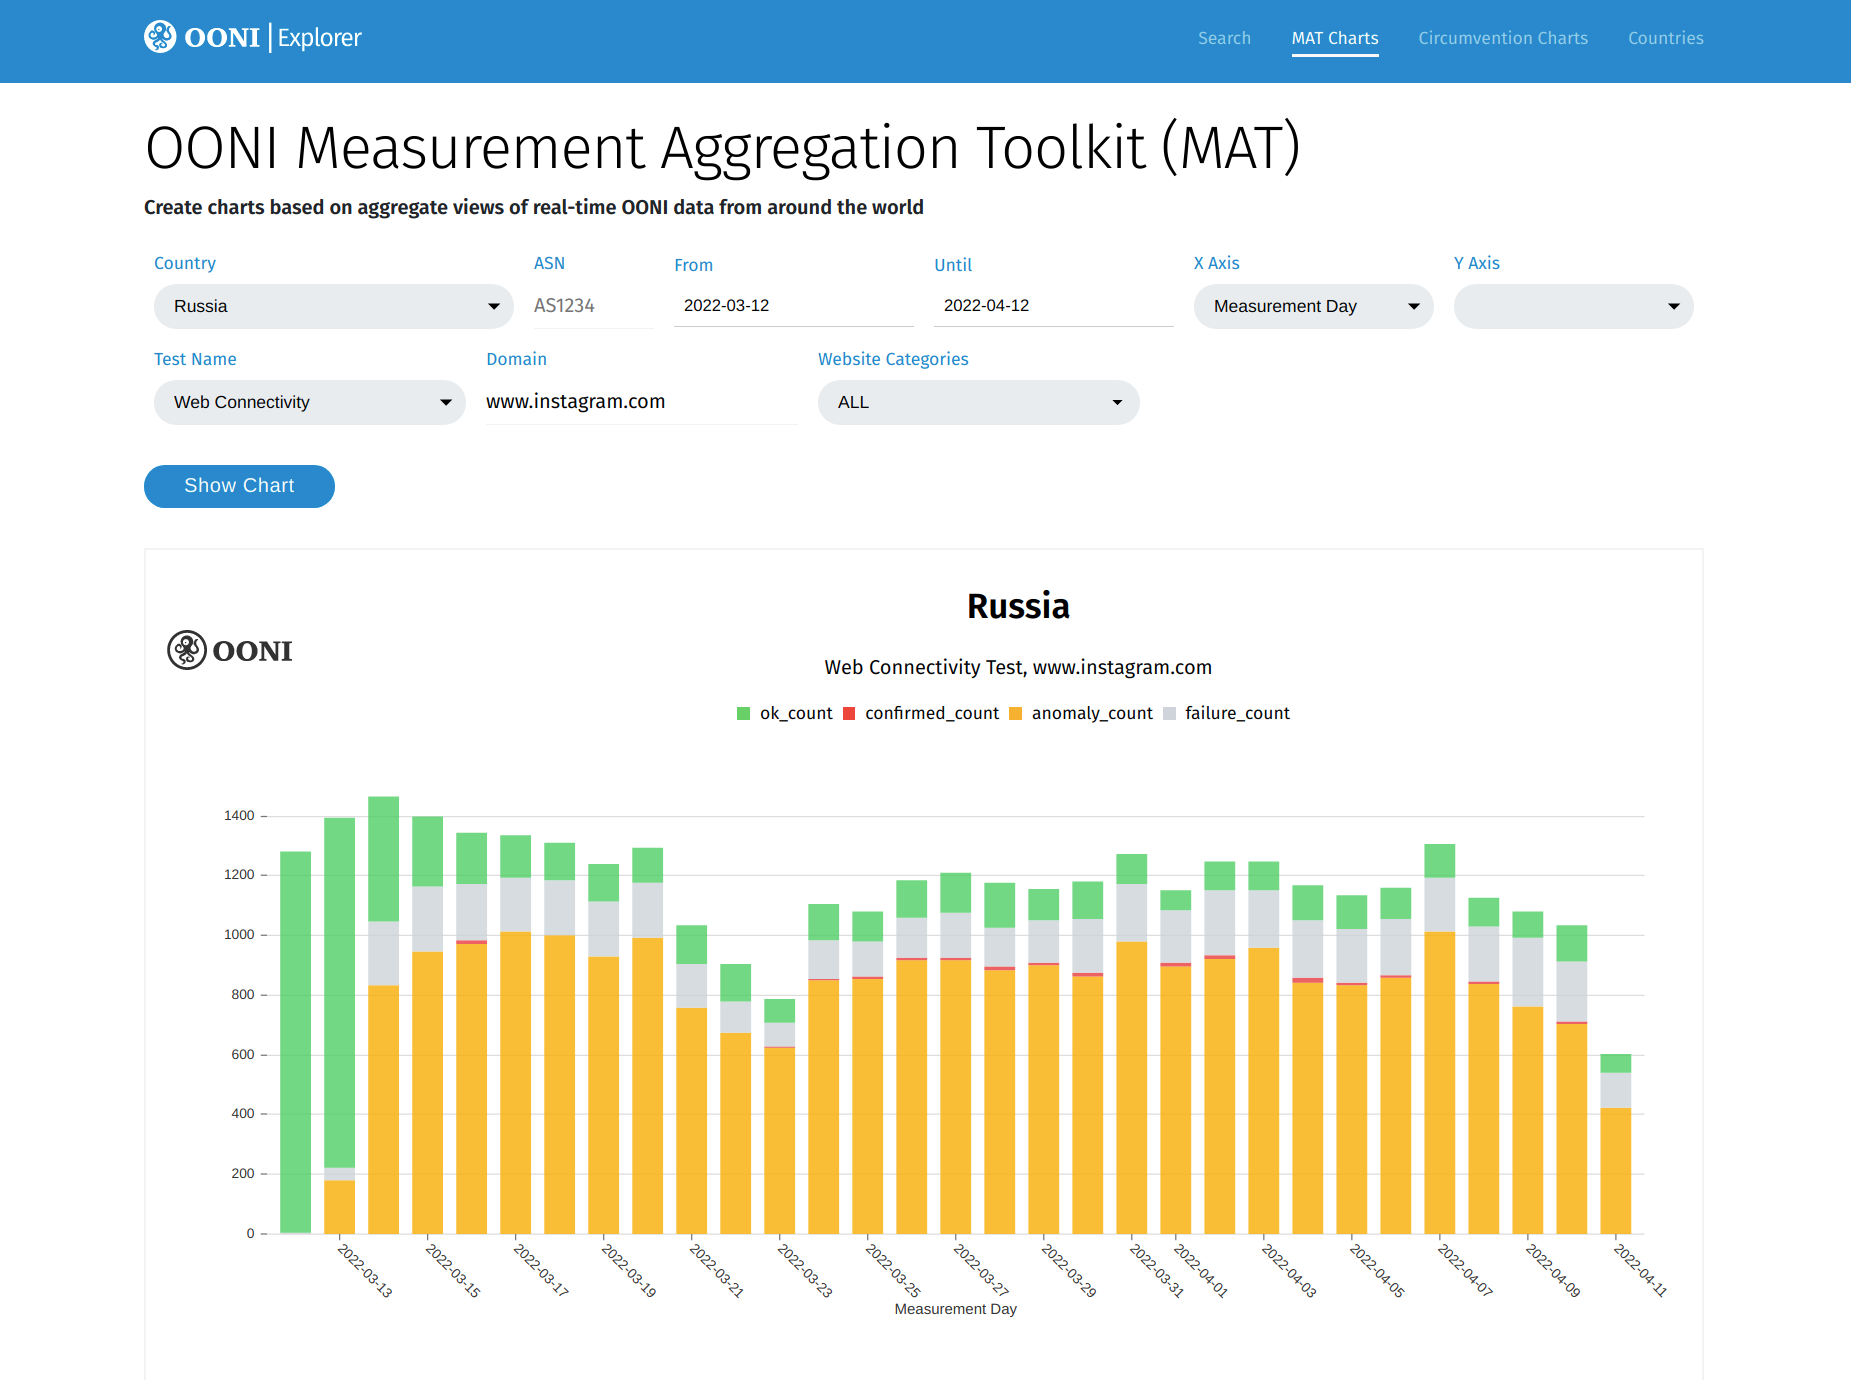 OONI Explorer
Search MAT Charts Circumvention Charts Countries
OONI Measurement Aggregation Toolkit (MAT)
Create charts based on aggregate views of real-time OONI data from around the world
Country ASN From Until X Axis Y Axis
Russia AS1234 2022-03-12 2022-04-12 Measurement Day
Test Name Domain Website Categories
Web Connectivity www.instagram.com ALL
Show Chart
Russia
OONI
Web Connectivity Test, www.instagram.com
ok_count confirmed_count anomaly_count failure_count
1400
1200
1000
800
600
400
200
0
2022-03-13 2022-03-15 2022-03-17 2022-03-19 2022-03-21 2022-03-23 2022-03-25 2022-03-27 2022-03-29 2022-03-31 2022-04-01 2022-04-03 2022-04-05 2022-04-07 2022-04-09 2022-04-11
Measurement Day